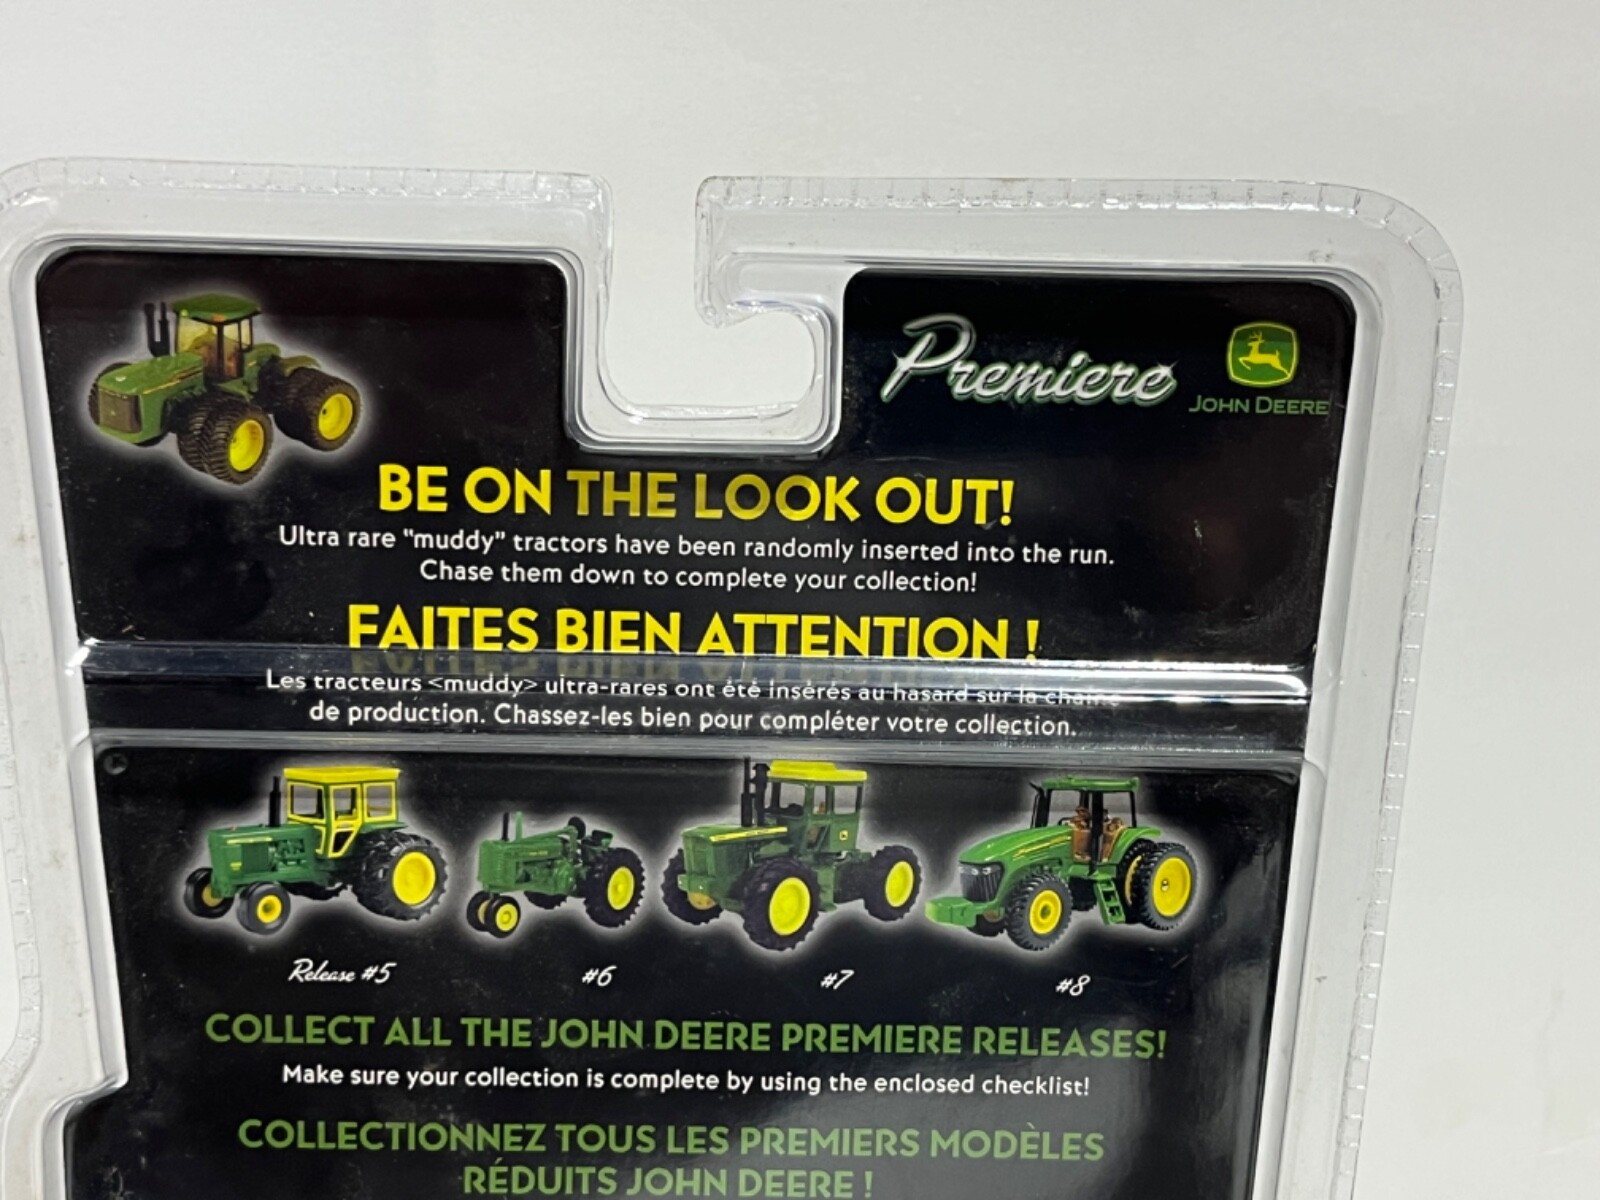 Premiere
JOHN DEERE
BE ON THE LOOK OUT!
Ultra rare "muddy" tractors have been randomly inserted into the run.
Chase them down to complete your collection!
FAITES BIEN ATTENTION !
Les tracteurs <muddy> ultra-rares ont été insérés au hasard sur la chaîne
de production. Chassez-les bien pour compléter votre collection.
Release #5 #6 #7 #8
COLLECT ALL THE JOHN DEERE PREMIERE RELEASES!
Make sure your collection is complete by using the enclosed checklist!
COLLECTIONNEZ TOUS LES PREMIERS MODÈLES
RÉDUITS JOHN DEERE !